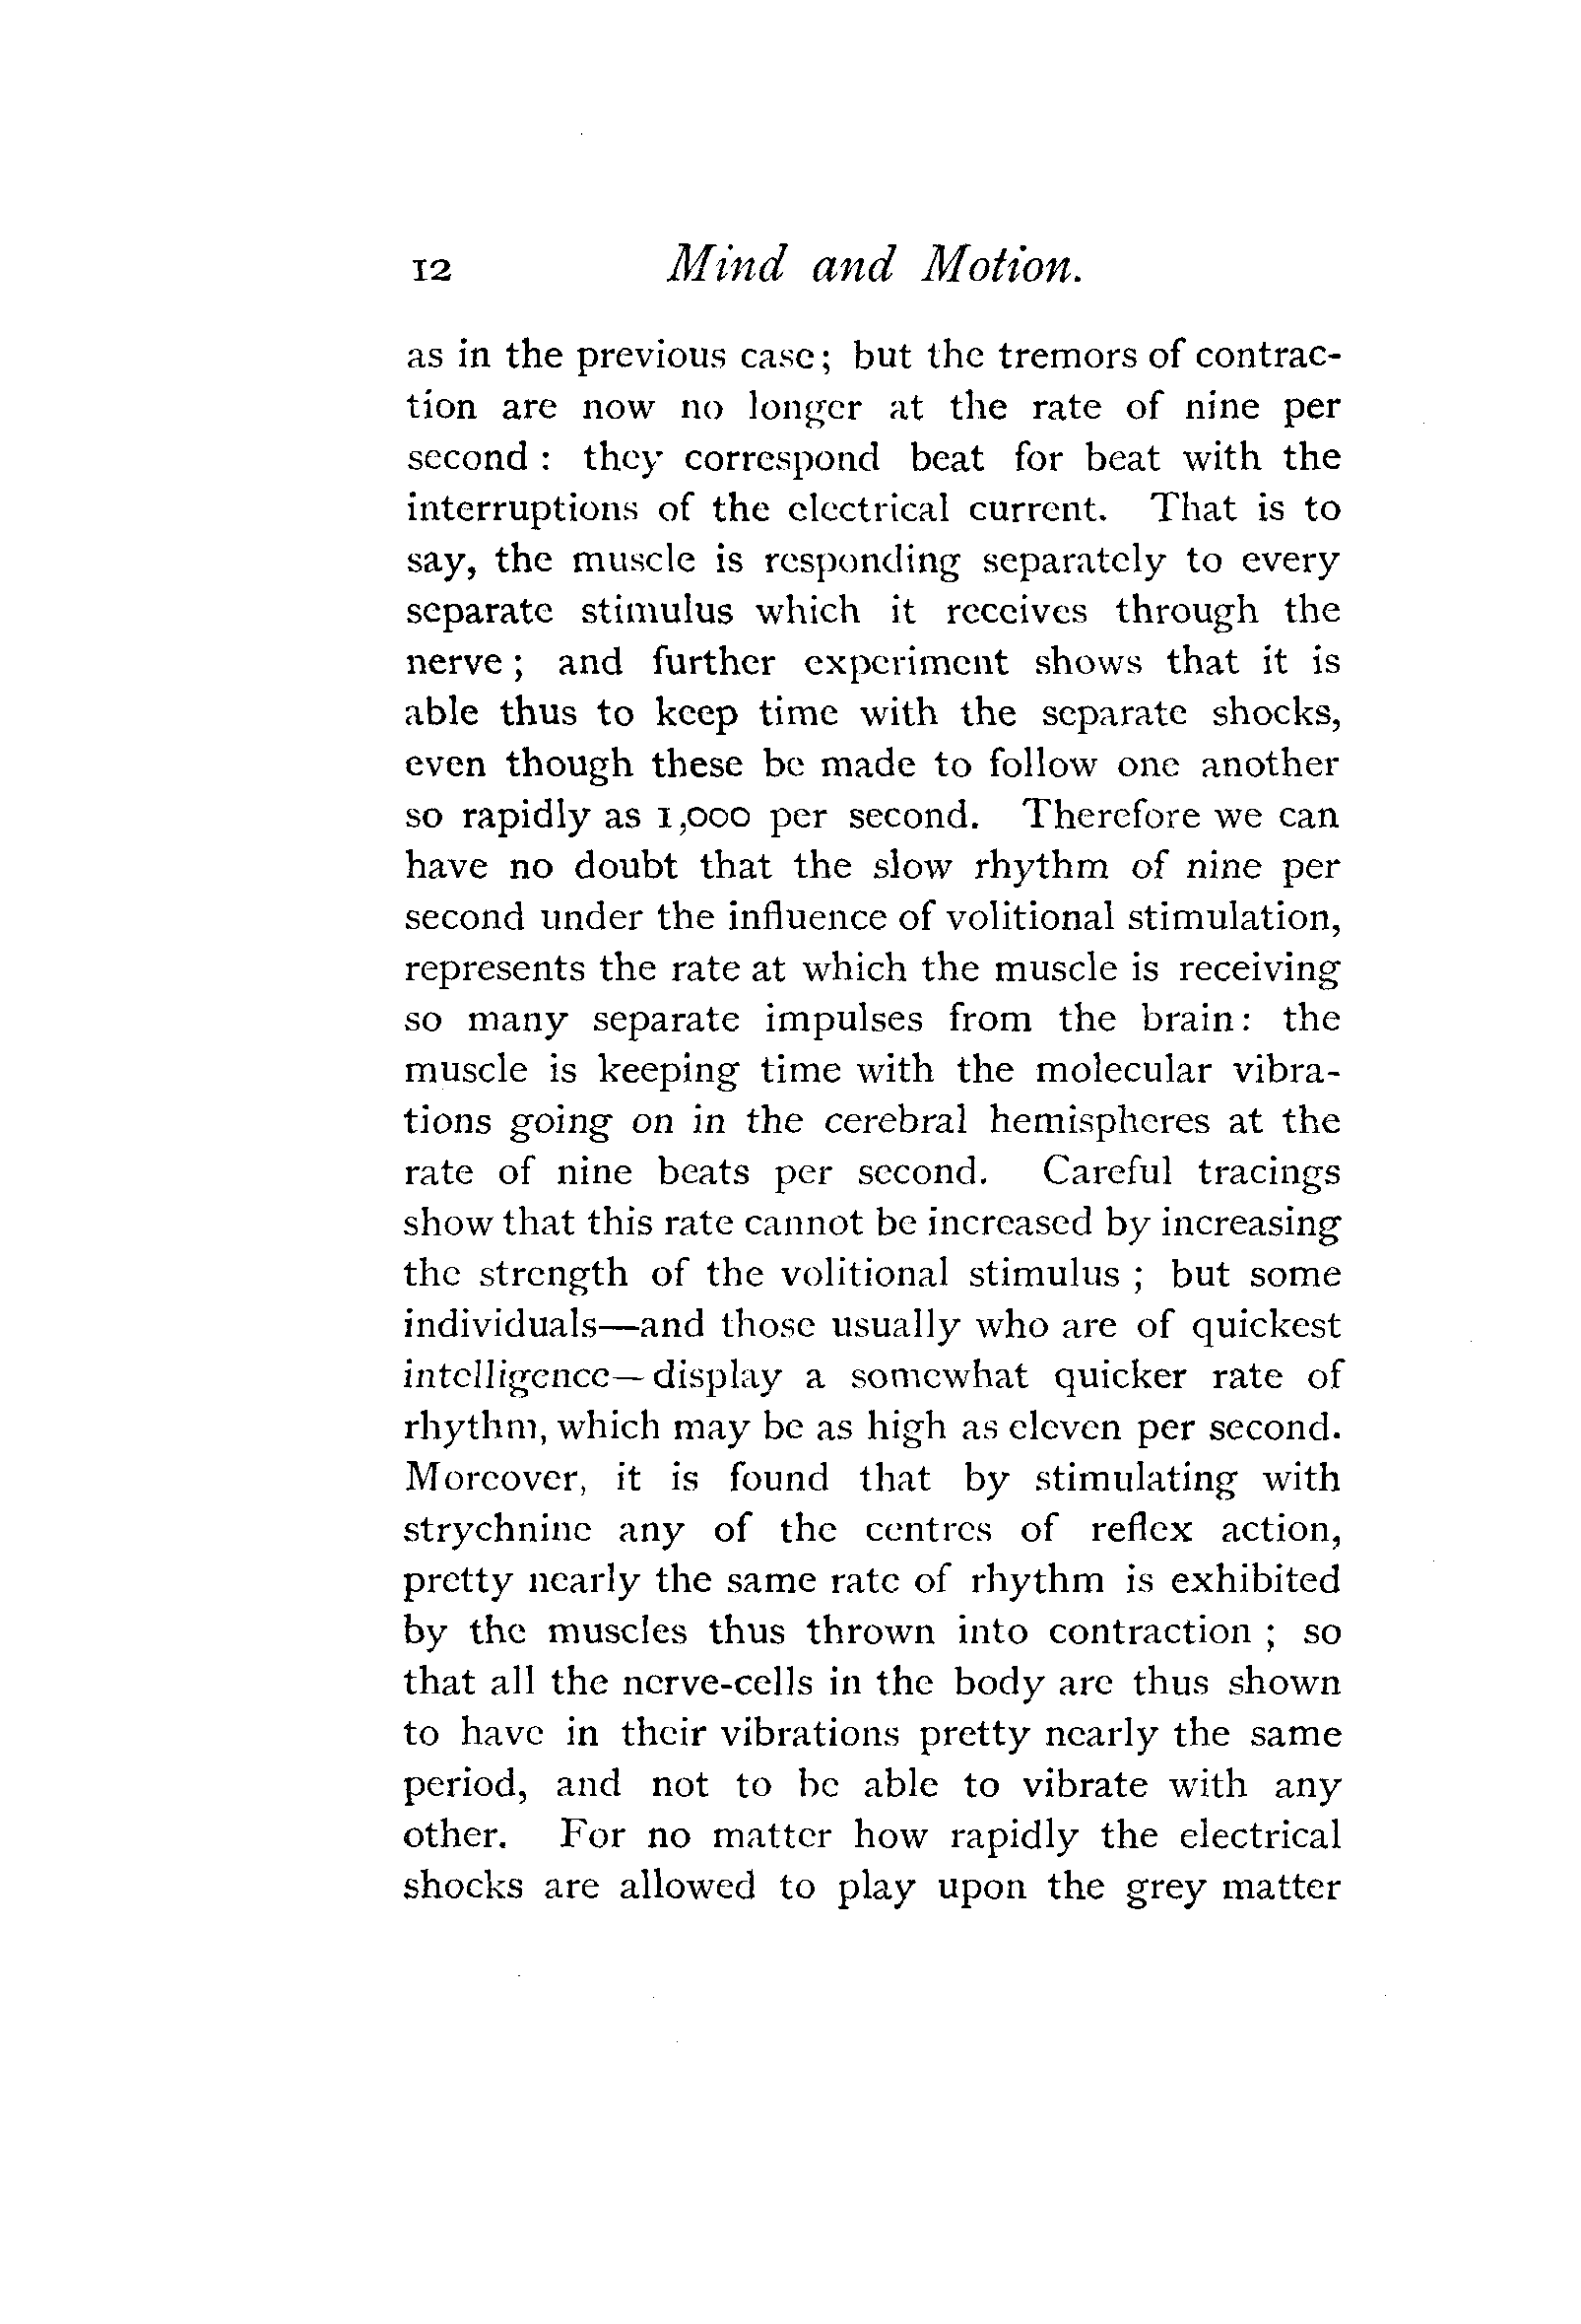 12 Mind and Motion.
as in the previous case; but the tremors of contrac-
tion are now no longer at the rate of nine per
second : they correspond beat for beat with the
interruptions of the electrical current. That is to
say, the muscle is responding separately to every
separate stimulus which it receives through the
nerve ; and further experiment shows that it is
able thus to keep time with the separate shocks,
even though these be made to follow one another
so rapidly as 1,000 per second. Therefore we can
have no doubt that the slow rhythm of nine per
second under the influence of volitional stimulation,
represents the rate at which the muscle is receiving
so many separate impulses from the brain: the
muscle is keeping time with the molecular vibra-
tions going on in the cerebral hemispheres at the
rate of nine beats per second. Careful tracings
show that this rate cannot be increased by increasing
the strength of the volitional stimulus ; but some
individuals—and those usually who are of quickest
intelligence—display a somewhat quicker rate of
rhythm, which may be as high as eleven per second.
Moreover, it is found that by stimulating with
strychnine any of the centres of reflex action,
pretty nearly the same rate of rhythm is exhibited
by the muscles thus thrown into contraction ; so
that all the nerve-cells in the body are thus shown
to have in their vibrations pretty nearly the same
period, and not to be able to vibrate with any
other. For no matter how rapidly the electrical
shocks are allowed to play upon the grey matter